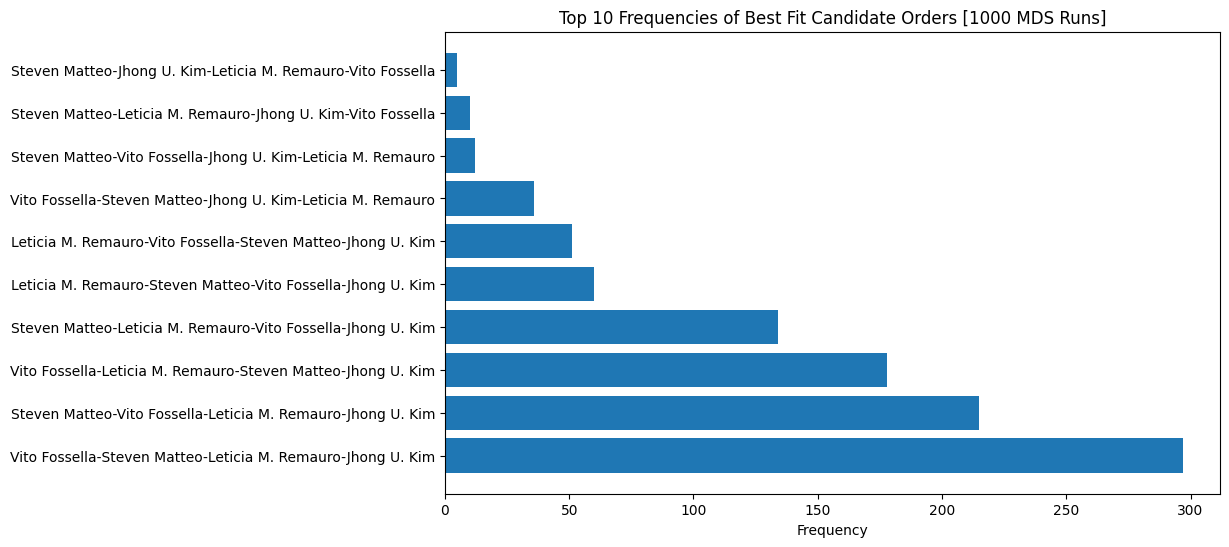 Top 10 Frequencies of Best Fit Candidate Orders [1000 MDS Runs]
Steven Matteo-Jhong U. Kim-Leticia M. Remauro-Vito Fossella
Steven Matteo-Leticia M. Remauro-Jhong U. Kim-Vito Fossella
Steven Matteo-Vito Fossella-Jhong U. Kim-Leticia M. Remauro
Vito Fossella-Steven Matteo-Jhong U. Kim-Leticia M. Remauro
Leticia M. Remauro-Vito Fossella-Steven Matteo-Jhong U. Kim
Leticia M. Remauro-Steven Matteo-Vito Fossella-Jhong U. Kim
Steven Matteo-Leticia M. Remauro-Vito Fossella-Jhong U. Kim
Vito Fossella-Leticia M. Remauro-Steven Matteo-Jhong U. Kim
Steven Matteo-Vito Fossella-Leticia M. Remauro-Jhong U. Kim
Vito Fossella-Steven Matteo-Leticia M. Remauro-Jhong U. Kim
0 50 100 150 200 250 300
Frequency